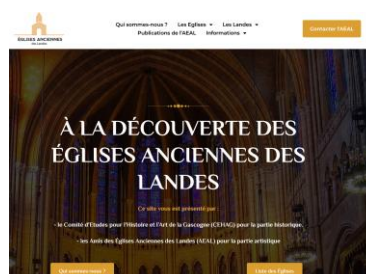 Qui sommes-nous ? Les Eglises Les Landes
Contacter l'AEAL
Publications de l'AEAL Informations
ÉGLISES ANCIENNES
DES LANDES
À LA DÉCOUVERTE DES
ÉGLISES ANCIENNES DES
LANDES
Ce site vous est présenté par :
- le Comité d'Etudes pour l'Histoire et l'Art de la Gascogne (CEHAG) pour la partie historique,
- les Amis des Églises Anciennes des Landes (AEAL) pour la partie artistique
Qui sommes-nous ? Liste des Églises